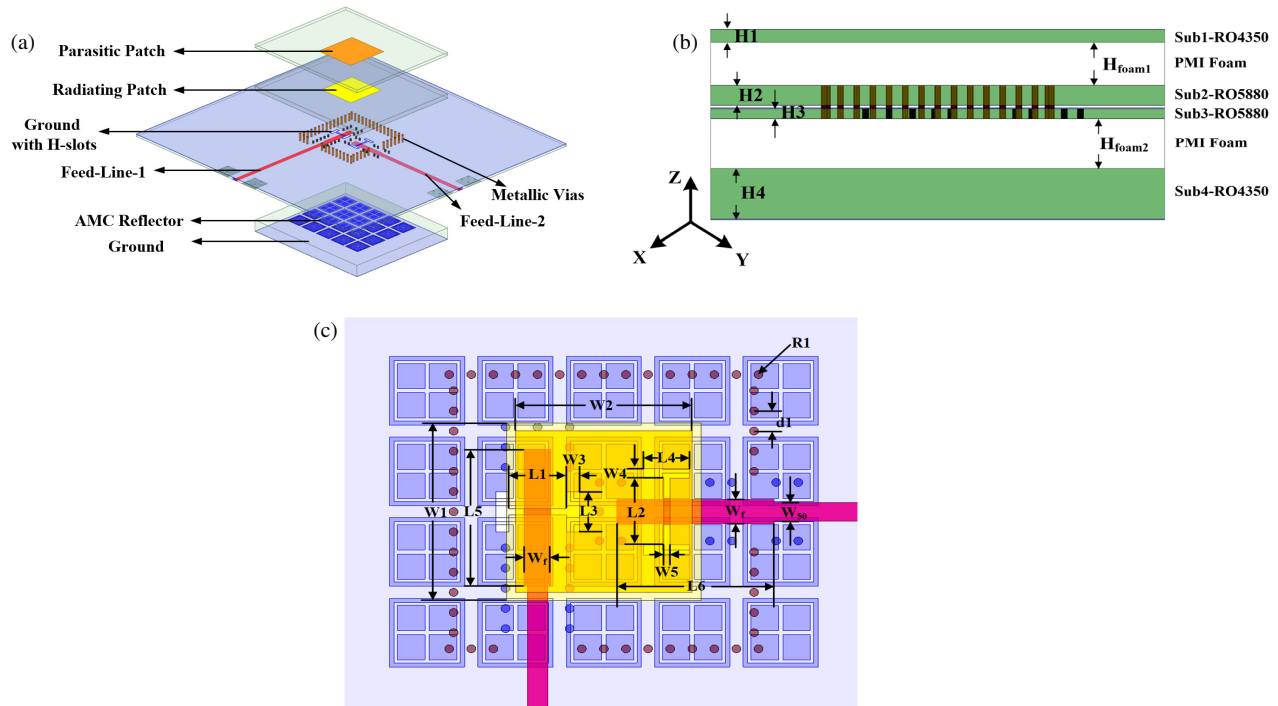 (a)
Parasitic Patch
Radiating Patch
Ground
with H-slots
Feed-Line-1
AMC Reflector
Ground
Metallic Vias
Feed-Line-2
(b)
H1
Hfoam1
H2
H3
Hfoam2
H4
Sub1-RO4350
PMI Foam
Sub2-RO5880
Sub3-RO5880
PMI Foam
Sub4-RO4350
Z
X
Y
(c)
R1
W2
d1
W3
W4
L4
L1
W1
L5
L3
L2
Wf
W50
Wf
W5
L6